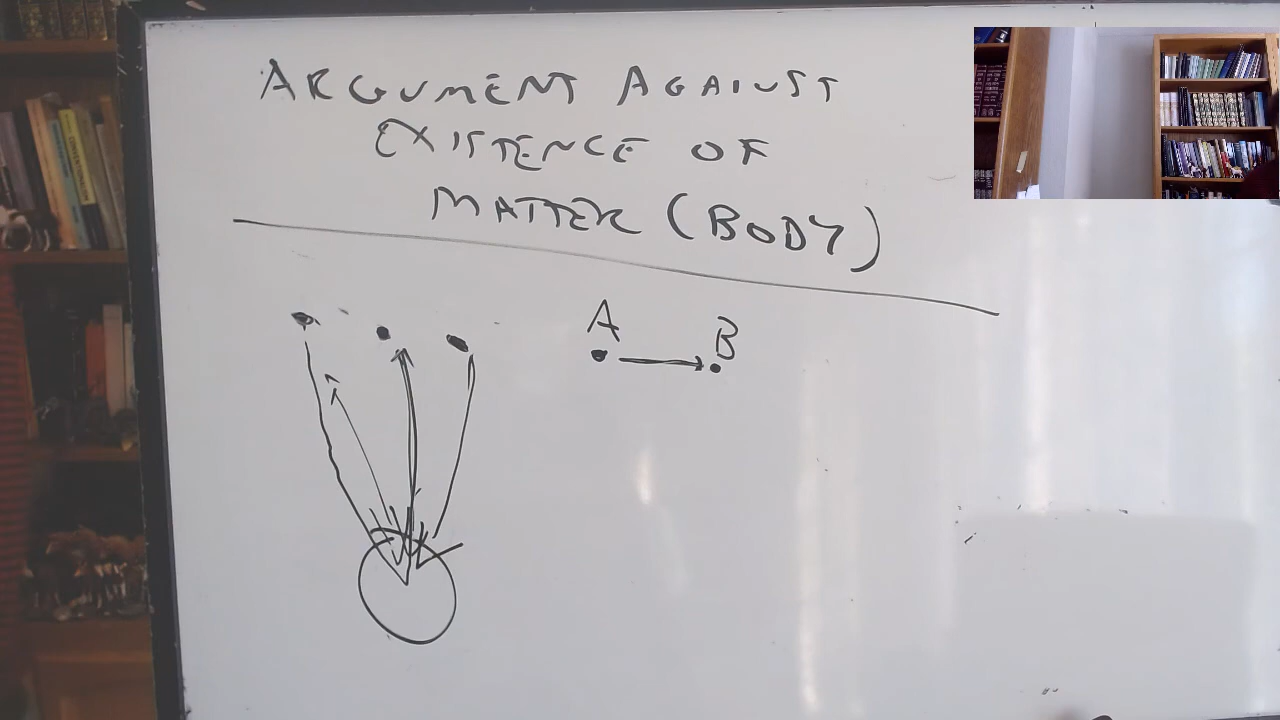 ARGUMENT AGAINST
EXISTENCE OF
MATTER (BODY)
A
B